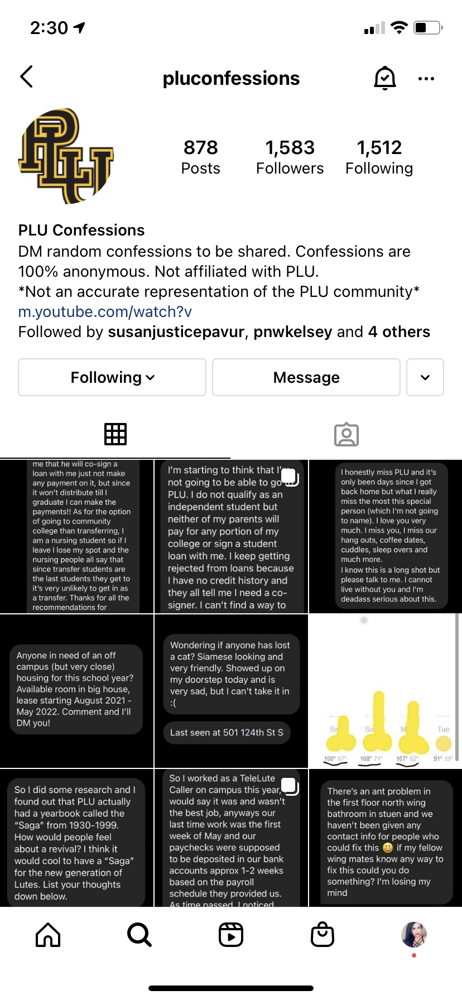 2:30
pluconfessions
PLU
878
Posts
1,583
Followers
1,512
Following
PLU Confessions
DM random confessions to be shared. Confessions are
100% anonymous. Not affiliated with PLU.
*Not an accurate representation of the PLU community*
m.youtube.com/watch?v
Followed by susanjusticepavur, pnwkelsey and 4 others
Following
Message
me that he will co-sign a
loan with me just not make
any payment on it, but since
it won't distribute till I
graduate I can make the
payments!! As for the option
of going to community
college than transferring, I
am a nursing student so if I
leave I lose my spot and the
nursing people all say that
since transfer students are
the last students they get to
it's very unlikely to get in as
a transfer. Thanks for all the
recommendations for
I'm starting to think that I'm
not going to be able to go to
PLU. I do not qualify as an
independent student but
neither of my parents will
pay for any portion of my
college or sign a student
loan with me. I keep getting
rejected from loans because
I have no credit history and
they all tell me I need a co-
signer. I can't find a way to
I honestly miss PLU and it's
only been days since I got
back home but what I really
miss the most this special
person (which I'm not going
to name). I love you very
much. I miss you, I miss our
hang outs, coffee dates,
cuddles, sleep overs and
much more.
I know this is a long shot but
please talk to me. I cannot
live without you and I'm
deadass serious about this.
Anyone in need of an off
campus (but very close)
housing for this school year?
Available room in big house,
lease starting August 2021 -
May 2022. Comment and I'll
DM you!
Wondering if anyone has lost
a cat? Siamese looking and
very friendly. Showed up on
my doorstep today and is
very sad, but I can't take it in
:(
Last seen at 501 124th St S
Sa Su M Tue
100° 67° 108° 71° 107° 62° 91° 59°
So I did some research and I
found out that PLU actually
had a yearbook called the
"Saga" from 1930-1999.
How would people feel
about a revival? I think it
would cool to have a "Saga"
for the new generation of
Lutes. List your thoughts
down below.
So I worked as a TeleLute
Caller on campus this year,
would say it was and wasn't
the best job, anyways our
last time work was the first
week of May and our
paychecks were supposed
to be deposited in our bank
accounts approx 1-2 weeks
based on the payroll
schedule they provided us.
As time passed, I noticed
There's an ant problem in
the first floor north wing
bathroom in stuen and we
haven't been given any
contact info for people who
could fix this 😃 if my fellow
wing mates know any way to
fix this could you do
something? I'm losing my
mind